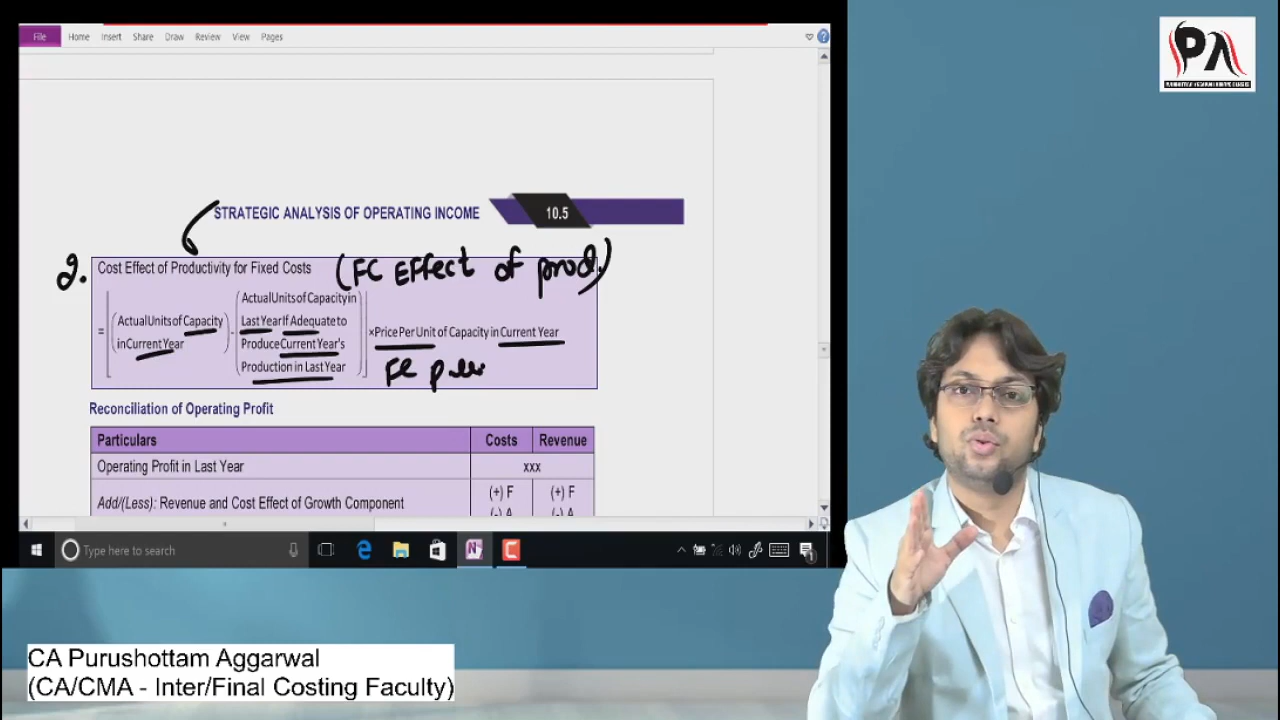 File Home Insert Share Draw Review View Pages
PA
STRATEGIC ANALYSIS OF OPERATING INCOME 10.5
2. Cost Effect of Productivity for Fixed Costs (FC Effect of prod.)
= [(Actual Units of Capacity in Current Year) - (Actual Units of Capacity in
Last Year If Adequate to
Produce Current Year's
Production in Last Year)] ×Price Per Unit of Capacity in Current Year
FC per
Reconciliation of Operating Profit
Particulars Costs Revenue
Operating Profit in Last Year xxx
Add/(Less): Revenue and Cost Effect of Growth Component (+) F (+) F
(-) A (-) A
Type here to search
CA Purushottam Aggarwal
(CA/CMA - Inter/Final Costing Faculty)